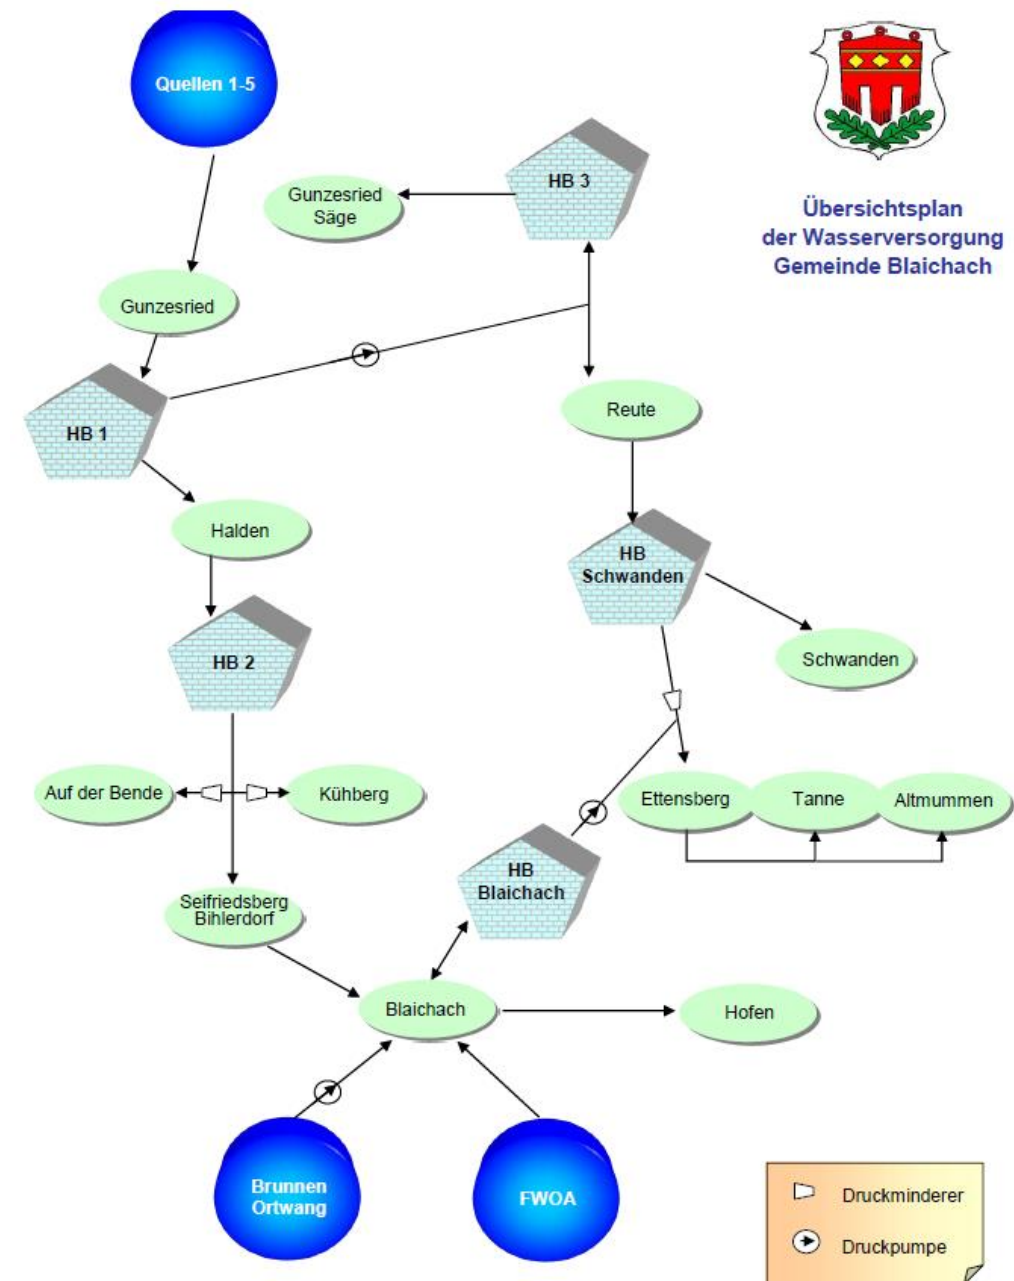 Quellen 1-5
Übersichtsplan
der Wasserversorgung
Gemeinde Blaichach
HB 3
Gunzesried
Säge
Gunzesried
HB 1
Reute
Halden
HB
Schwanden
HB 2
Schwanden
Auf der Bende
Kühberg
Ettensberg
Tanne
Altmummen
HB
Blaichach
Seifriedsberg
Bihlerdorf
Blaichach
Hofen
Brunnen
Ortwang
FWOA
Druckminderer
Druckpumpe